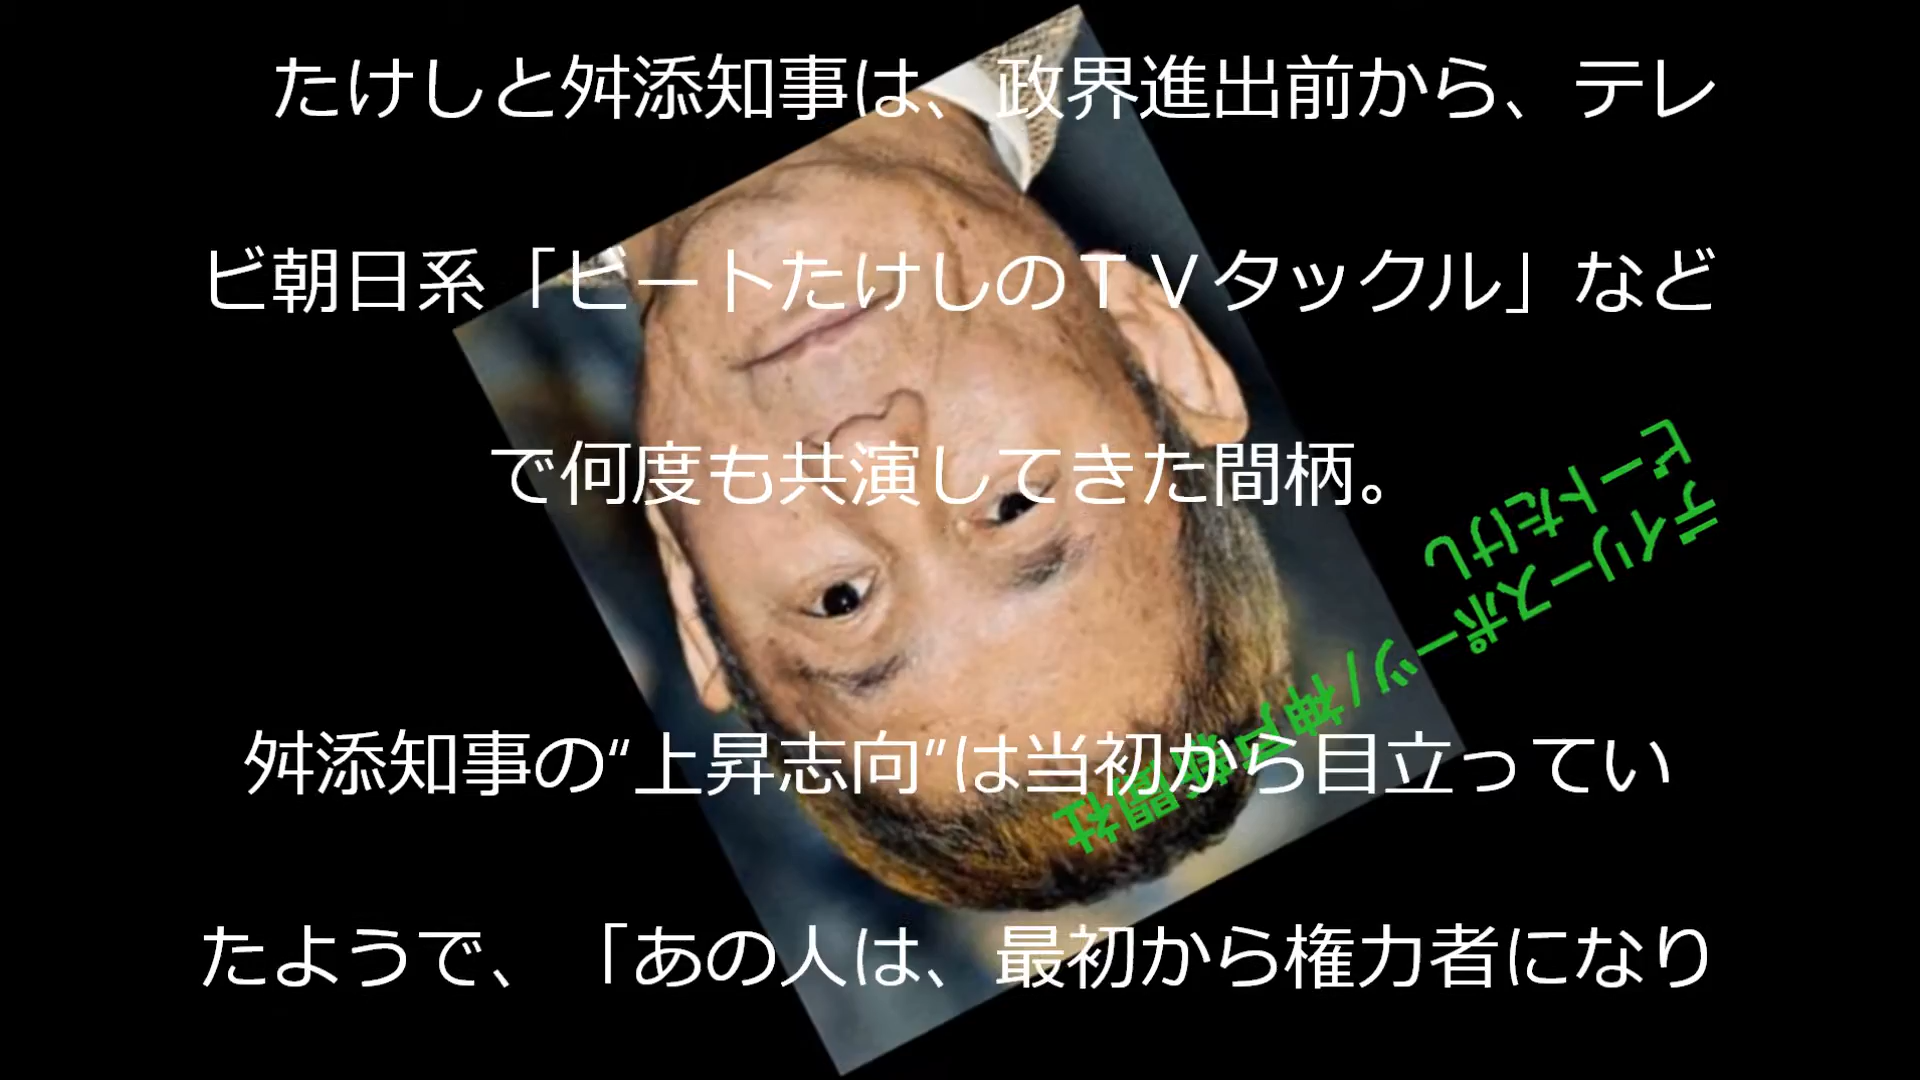 たけしと舛添知事は、政界進出前から、テレ
ビ朝日系「ビートたけしのＴＶタックル」など
で何度も共演してきた間柄。
舛添知事の“上昇志向”は当初から目立ってい
たようで、「あの人は、最初から権力者になり
ビートたけし
デイリースポーツ/神戸新聞社